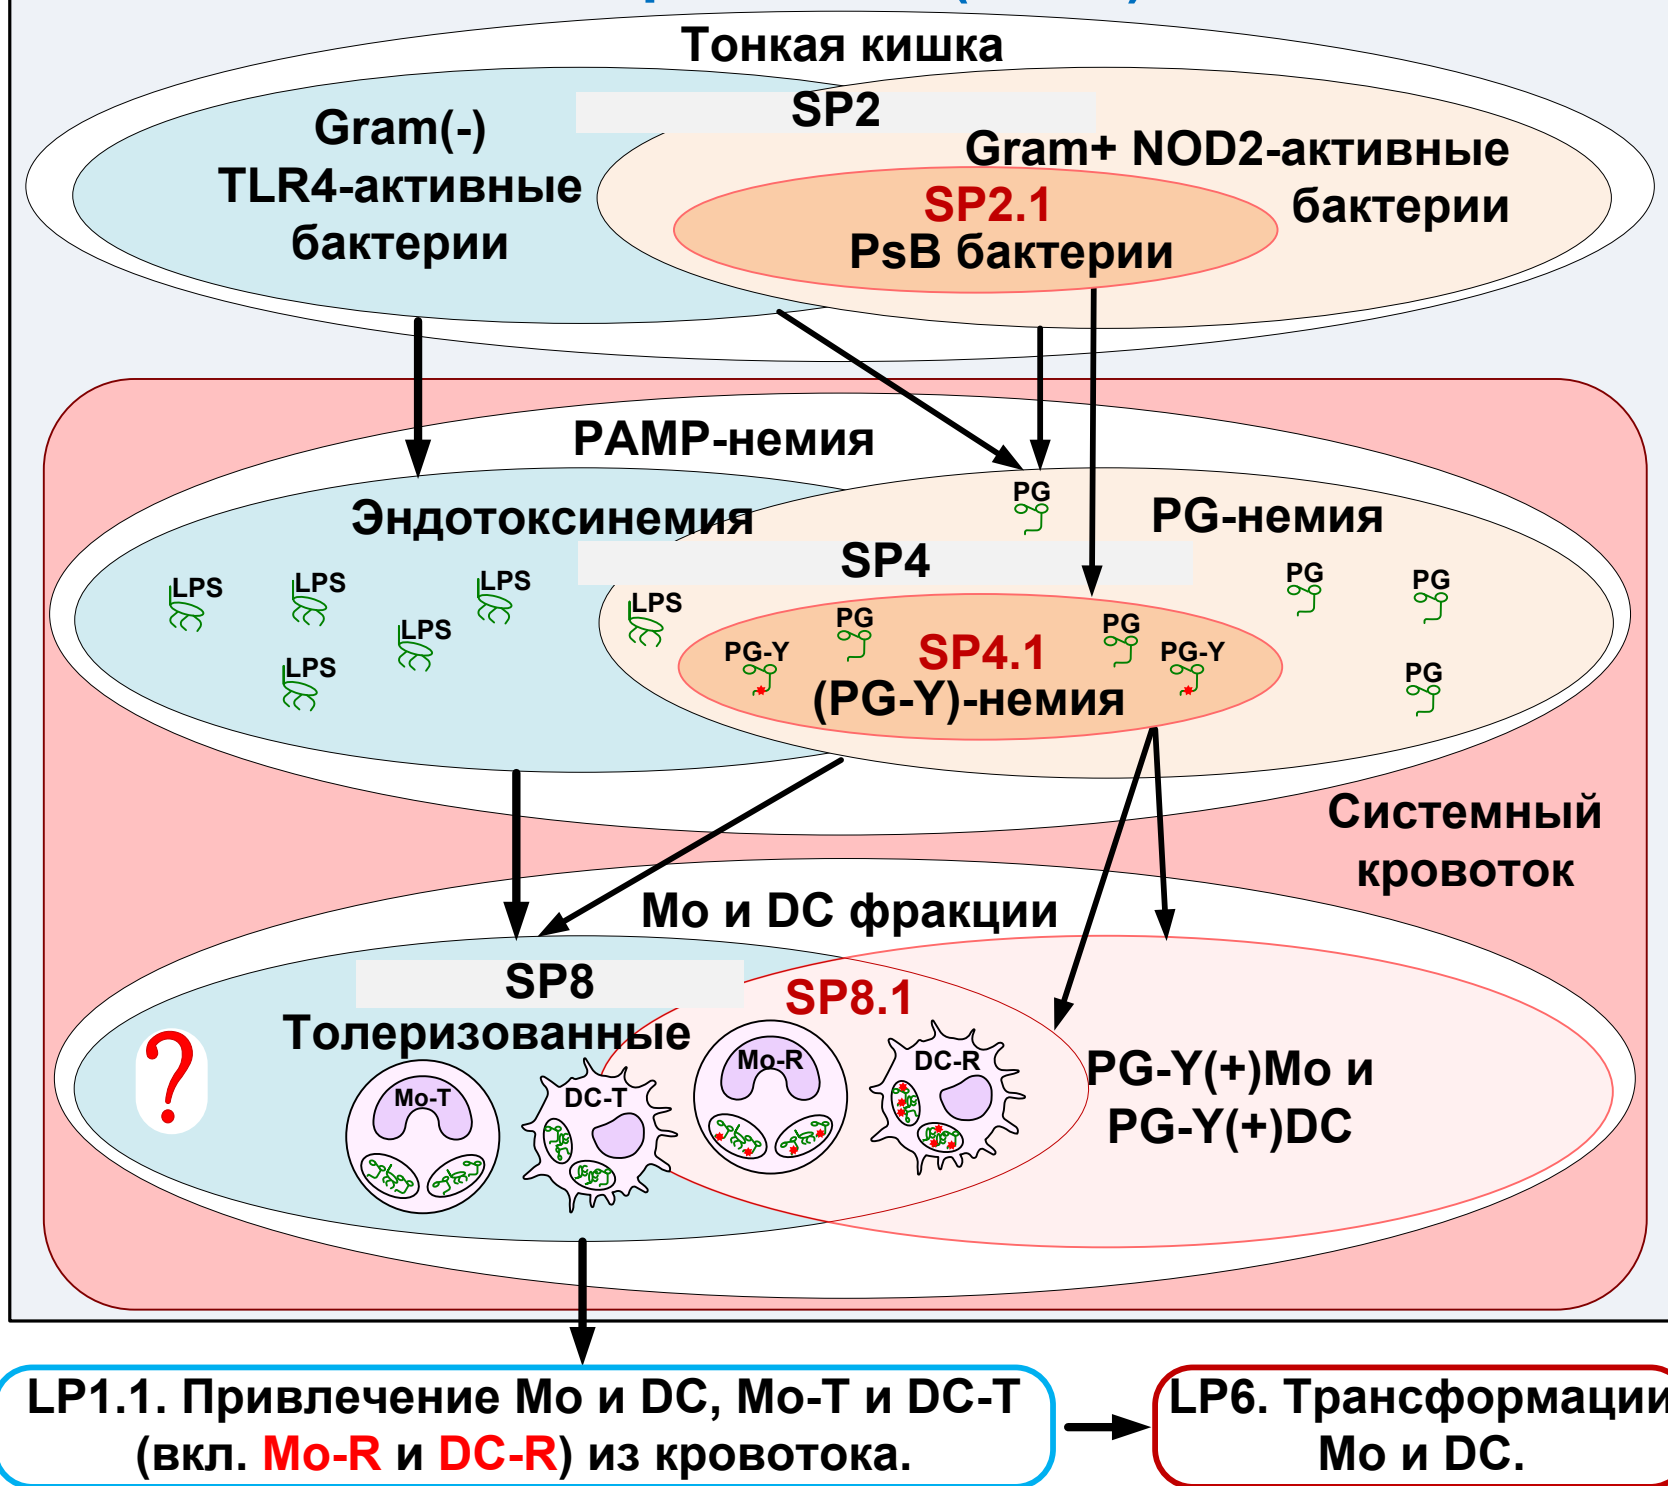 Тонкая кишка
SP2
Gram(-)
TLR4-активные
бактерии
Gram+ NOD2-активные
бактерии
SP2.1
PsB бактерии
PAMP-немия
Эндотоксинемия
PG-немия
SP4
PG
LPS
LPS
LPS
LPS
LPS
LPS
PG
PG
PG
PG
PG
PG-Y
PG-Y
SP4.1
(PG-Y)-немия
Системный
кровоток
Мо и DC фракции
SP8
Толеризованные
SP8.1
?
Mo-T
DC-T
Mo-R
DC-R
PG-Y(+)Mo и
PG-Y(+)DC
LP1.1. Привлечение Мо и DC, Mo-T и DC-T
(вкл. Mo-R и DC-R) из кровотока.
LP6. Трансформации
Мо и DC.